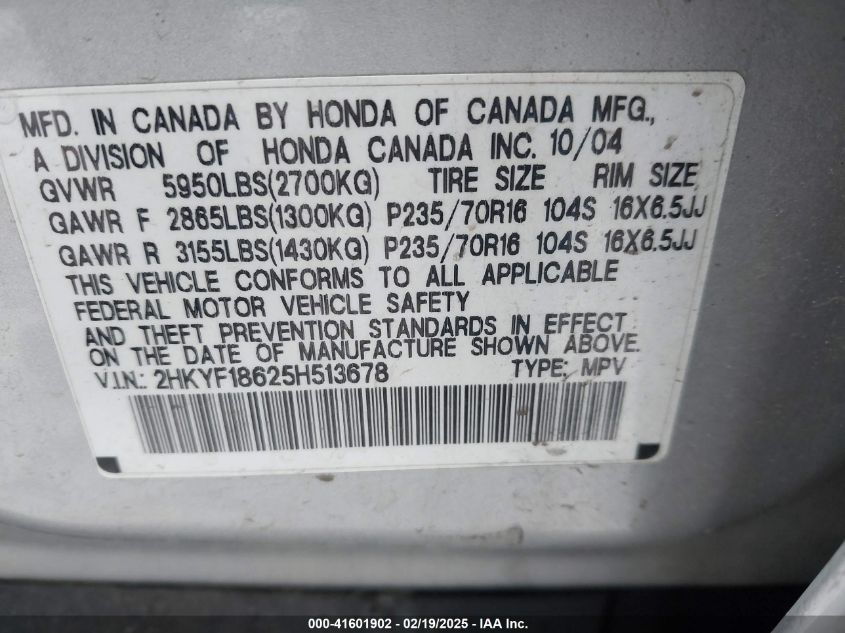 MFD. IN CANADA BY HONDA OF CANADA MFG.,
A DIVISION OF HONDA CANADA INC. 10/04
GVWR 5950LBS(2700KG) TIRE SIZE RIM SIZE
GAWR F 2865LBS(1300KG) P235/70R16 104S 16X6.5JJ
GAWR R 3155LBS(1430KG) P235/70R16 104S 16X6.5JJ
THIS VEHICLE CONFORMS TO ALL APPLICABLE
FEDERAL MOTOR VEHICLE SAFETY
AND THEFT PREVENTION STANDARDS IN EFFECT
ON THE DATE OF MANUFACTURE SHOWN ABOVE.
V.I.N.: 2HKYF18625H513678 TYPE: MPV
000-41601902 - 02/19/2025 - IAA Inc.